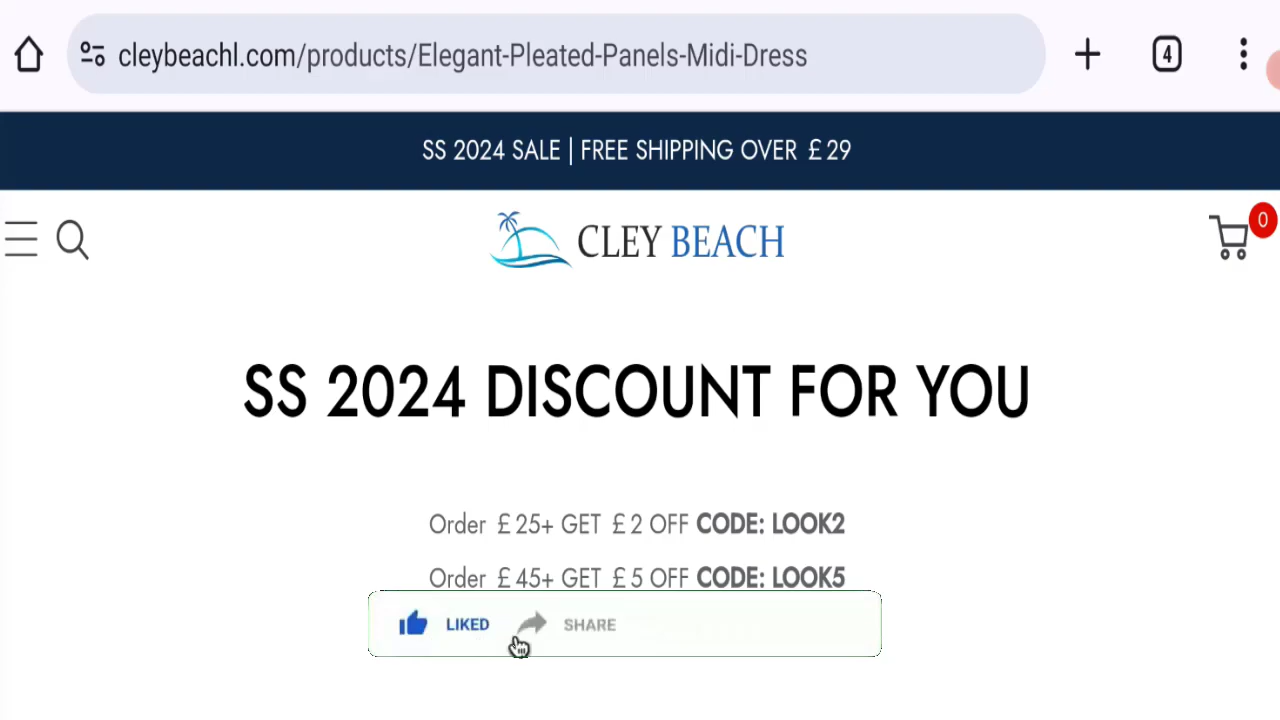 cleybeachl.com/products/Elegant-Pleated-Panels-Midi-Dress
4
SS 2024 SALE | FREE SHIPPING OVER £29
CLEY BEACH
0
SS 2024 DISCOUNT FOR YOU
Order £25+ GET £2 OFF CODE: LOOK2
Order £45+ GET £5 OFF CODE: LOOK5
LIKED SHARE